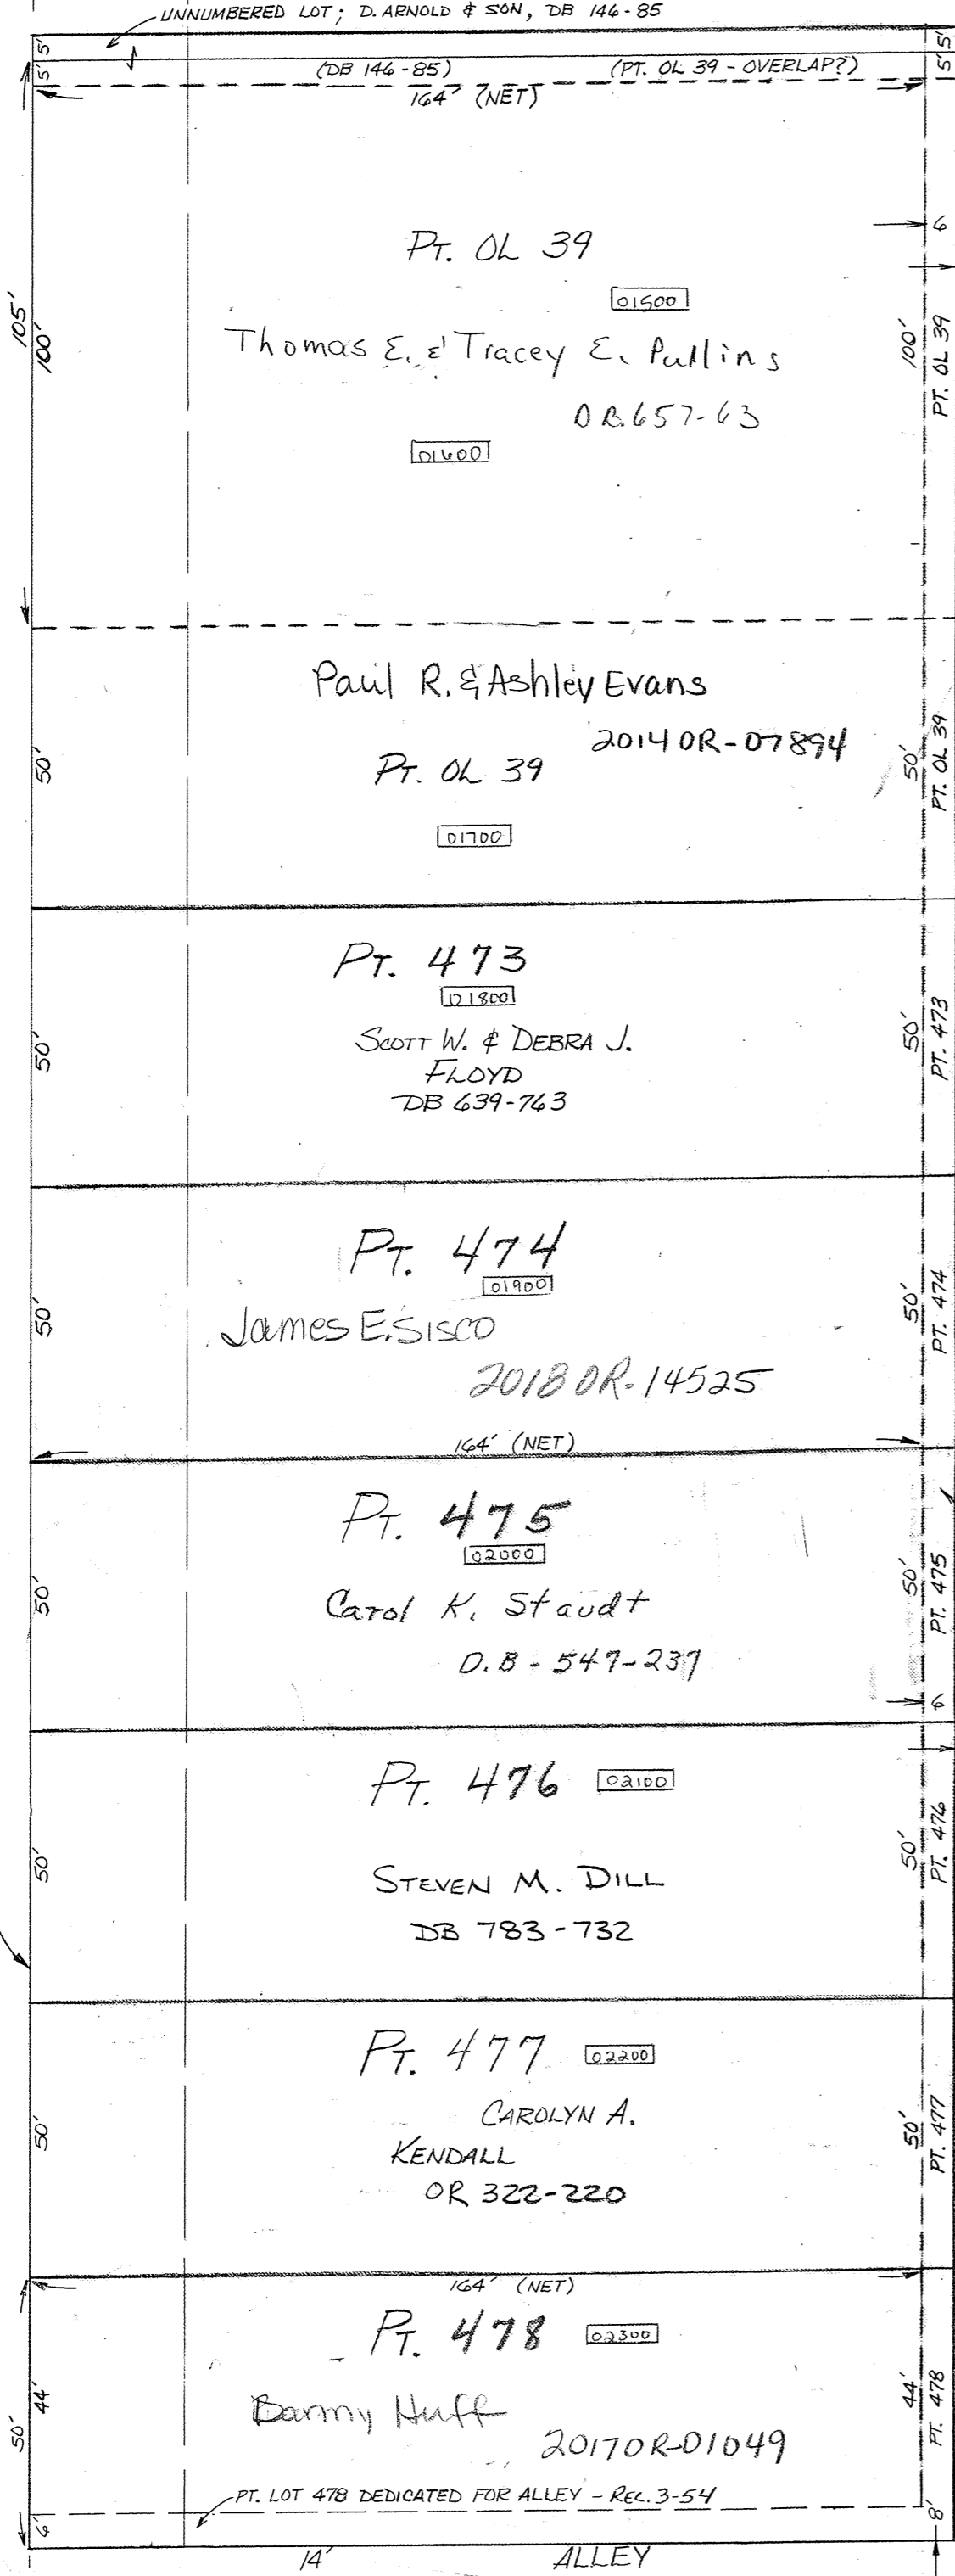 UNNUMBERED LOT; D. ARNOLD & SON, DB 146-85
5' 5'
5' 5'
(DB 146-85) (PT. OL 39 - OVERLAP?)
164' (NET)
PT. OL 39
6
01500
105' 100'
100' PT. OL 39
Thomas E. & Tracey E. Pullins
D.B. 657-63
01600
Paul R. & Ashley Evans
2014 OR-07894
50'
50' PT. OL 39
PT. OL 39
01700
PT. 473
01800
50'
50' PT. 473
SCOTT W. & DEBRA J.
FLOYD
DB 639-763
PT. 474
01900
50'
50' PT. 474
James E. Sisco
2018 OR-14525
164' (NET)
PT. 475
02000
50'
50' PT. 475
Carol K. Staudt
D.B - 547-237
6
PT. 476 02100
50'
50' PT. 476
STEVEN M. DILL
DB 783-732
PT. 477 02200
50'
50' PT. 477
CAROLYN A.
KENDALL
OR 322-220
164' (NET)
PT. 478 02300
50' 44'
44' PT. 478
Huff
2017OR-01049
PT. LOT 478 DEDICATED FOR ALLEY - REC. 3-54
6' 8'
14' ALLEY